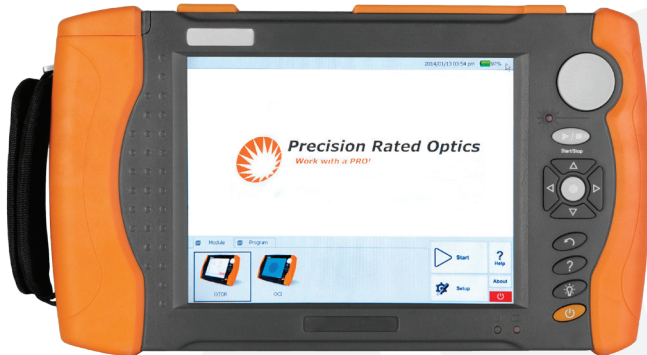 2014/01/13 10:54 pm 97%
Precision Rated Optics
Work with a PRO!
Start/Stop
Module Program
Start
? Help
OTDR
OCI
Setup
About
?